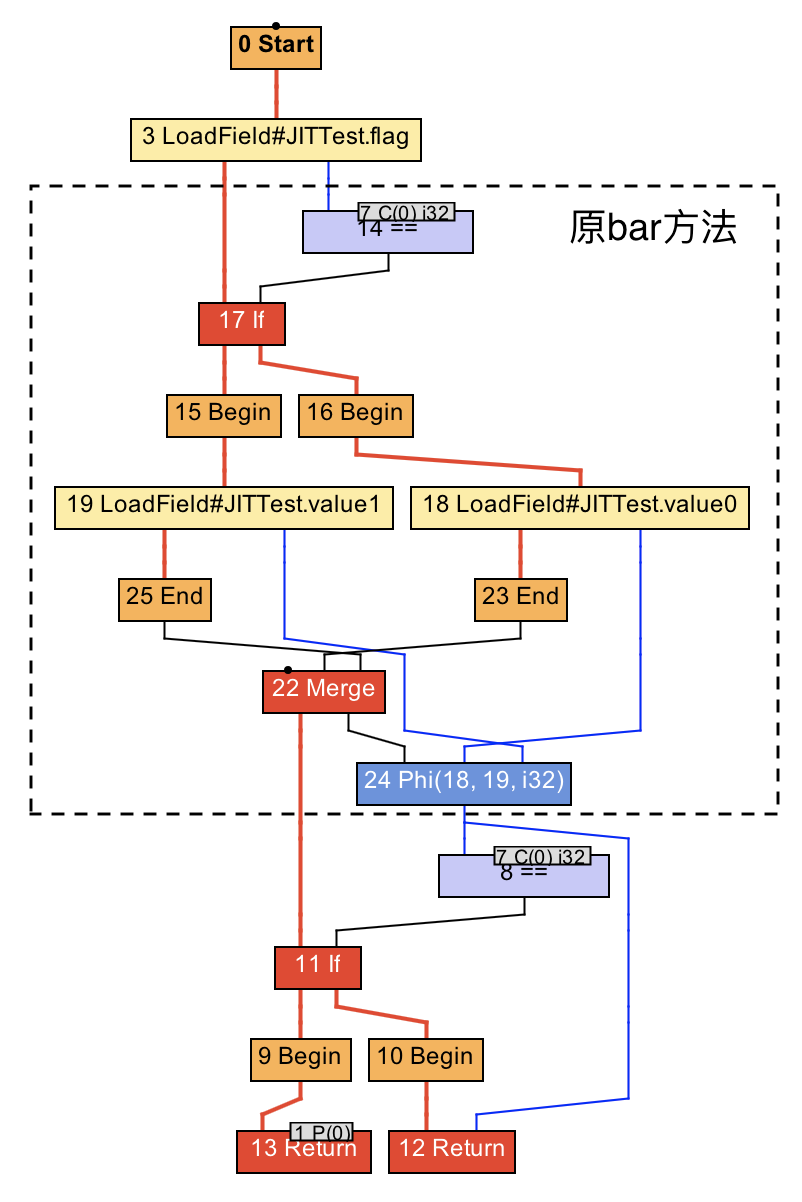 0 Start
3 LoadField#JITTest.flag
7 C(0) i32
14 ==
原bar方法
17 If
15 Begin
16 Begin
19 LoadField#JITTest.value1
18 LoadField#JITTest.value0
25 End
23 End
22 Merge
24 Phi(18, 19, i32)
7 C(0) i32
8 ==
11 If
9 Begin
10 Begin
1 P(0)
13 Return
12 Return